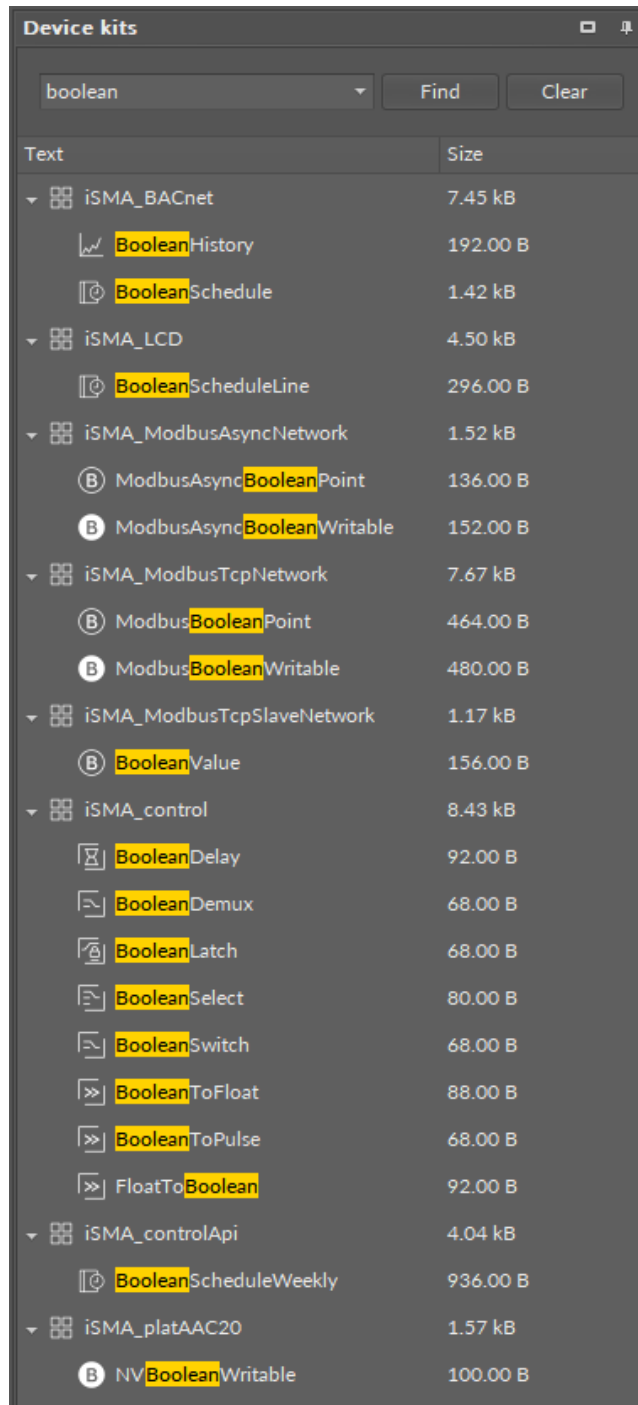 Device kits
boolean Find Clear
Text Size
iSMA_BACnet 7.45 kB
BooleanHistory 192.00 B
BooleanSchedule 1.42 kB
iSMA_LCD 4.50 kB
BooleanScheduleLine 296.00 B
iSMA_ModbusAsyncNetwork 1.52 kB
B ModbusAsyncBooleanPoint 136.00 B
B ModbusAsyncBooleanWritable 152.00 B
iSMA_ModbusTcpNetwork 7.67 kB
B ModbusBooleanPoint 464.00 B
B ModbusBooleanWritable 480.00 B
iSMA_ModbusTcpSlaveNetwork 1.17 kB
B BooleanValue 156.00 B
iSMA_control 8.43 kB
BooleanDelay 92.00 B
BooleanDemux 68.00 B
BooleanLatch 68.00 B
BooleanSelect 80.00 B
BooleanSwitch 68.00 B
BooleanToFloat 88.00 B
BooleanToPulse 68.00 B
FloatToBoolean 92.00 B
iSMA_controlApi 4.04 kB
BooleanScheduleWeekly 936.00 B
iSMA_platAAC20 1.57 kB
B NVBooleanWritable 100.00 B